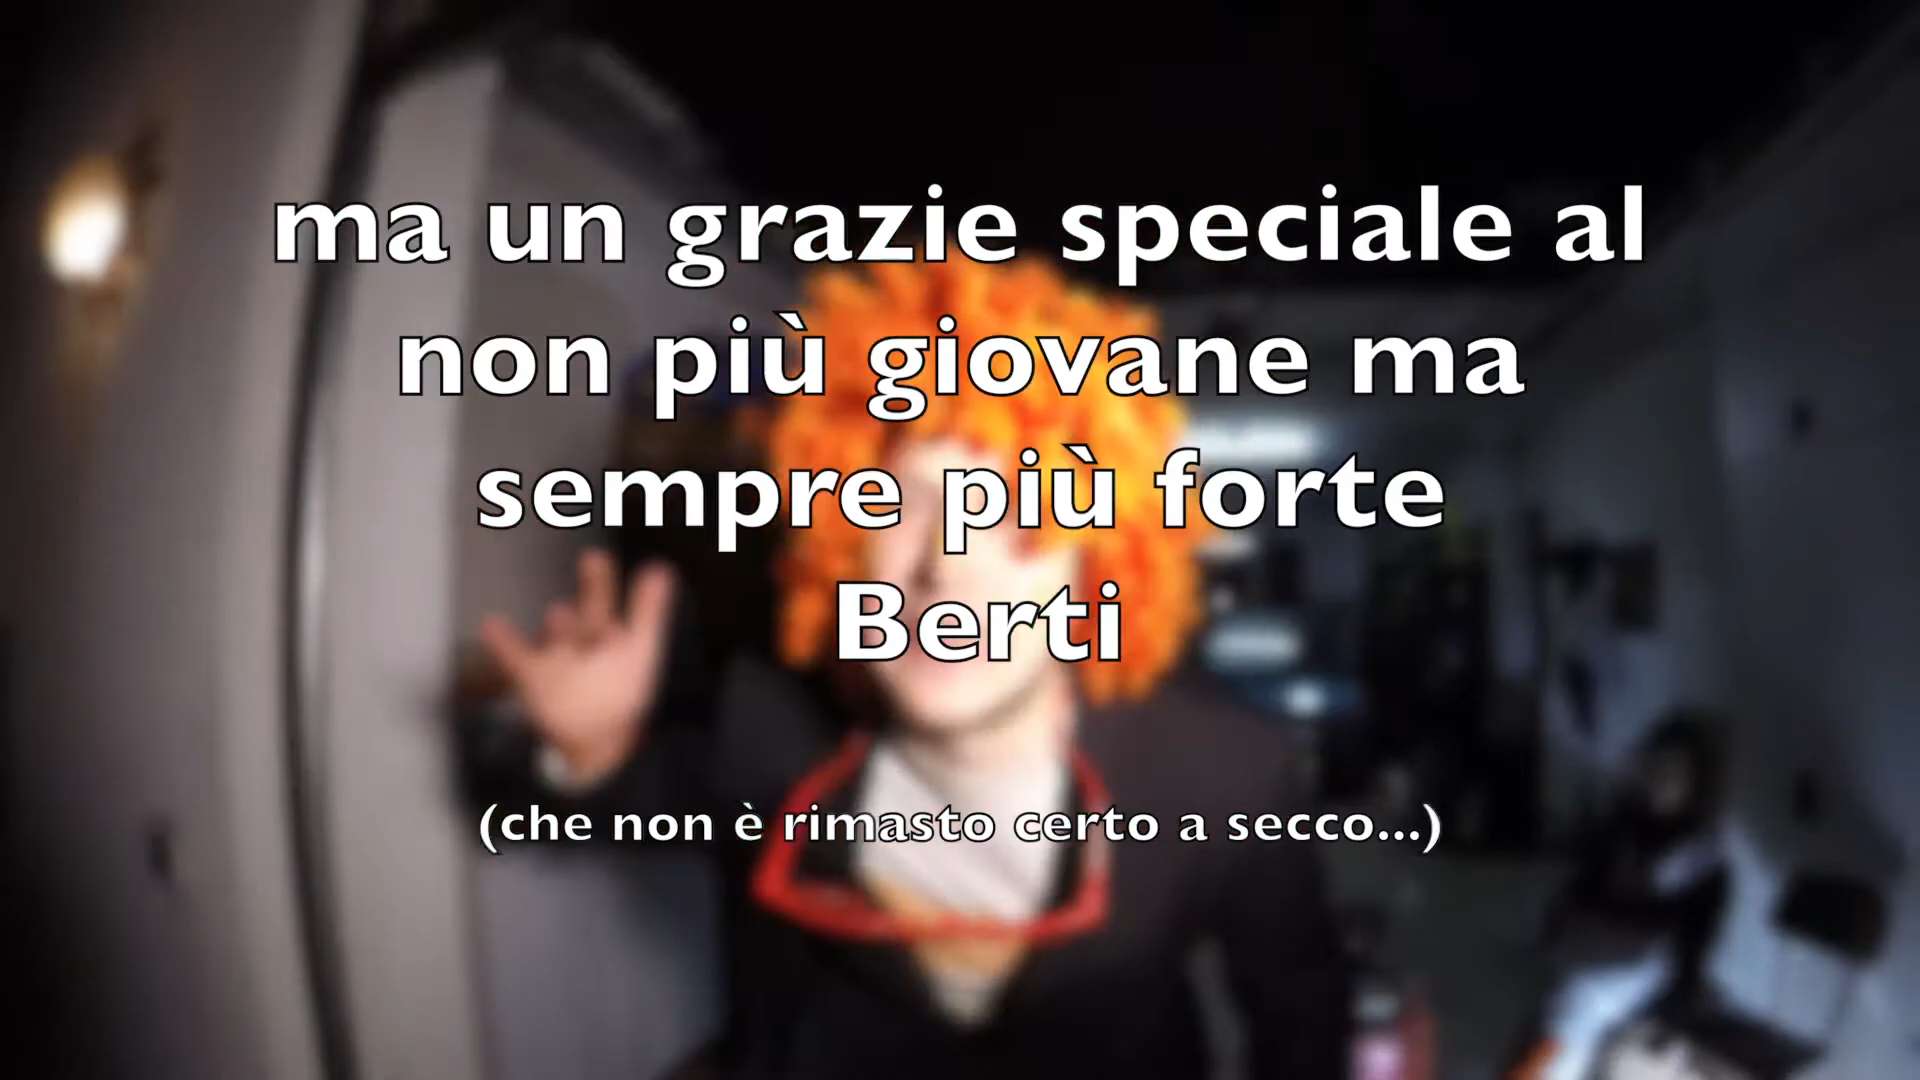 ma un grazie speciale al
non più giovane ma
sempre più forte
Berti
(che non è rimasto certo a secco...)